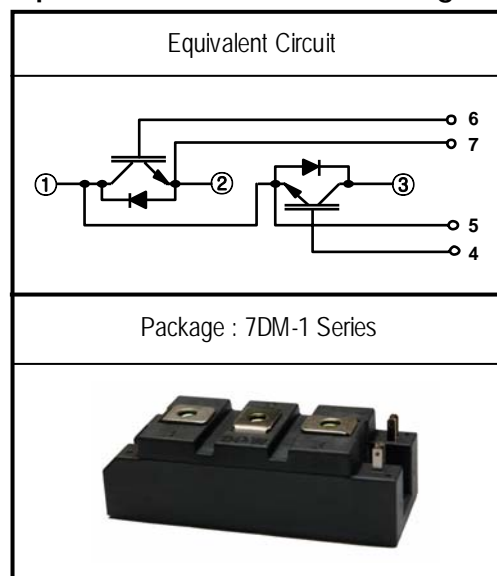 Equivalent Circuit
6
7
① ② ③
5
4
Package : 7DM-1 Series